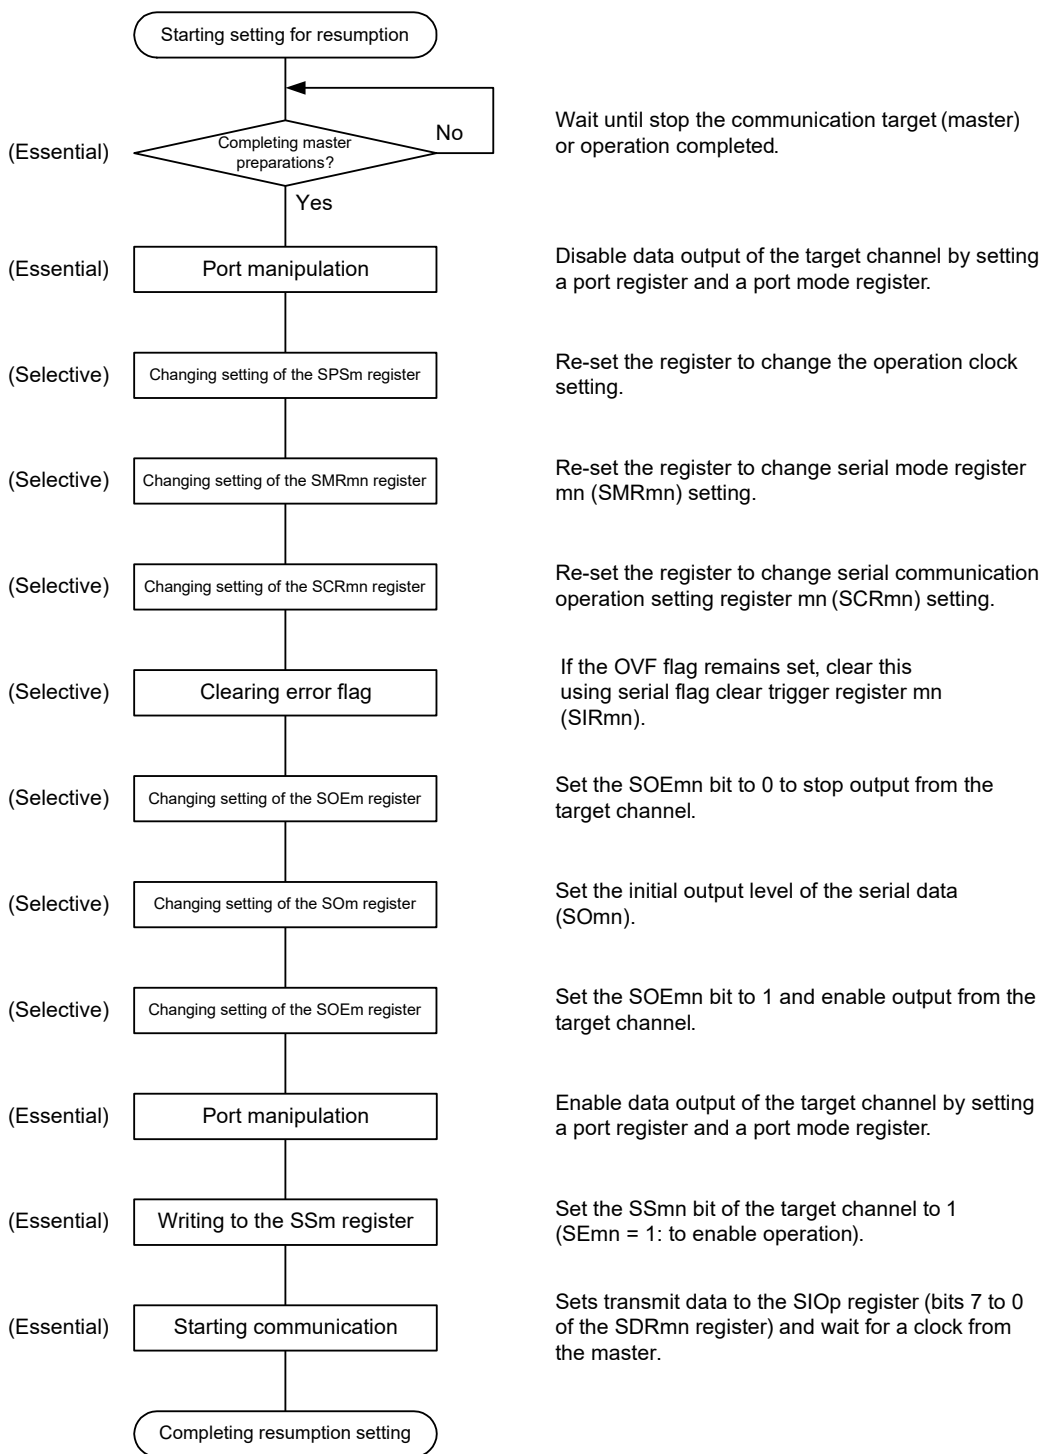 Starting setting for resumption
(Essential)
Completing master
preparations?
No
Yes
Wait until stop the communication target (master)
or operation completed.
(Essential)
Port manipulation
Disable data output of the target channel by setting
a port register and a port mode register.
(Selective)
Changing setting of the SPSm register
Re-set the register to change the operation clock
setting.
(Selective)
Changing setting of the SMRmn register
Re-set the register to change serial mode register
mn (SMRmn) setting.
(Selective)
Changing setting of the SCRmn register
Re-set the register to change serial communication
operation setting register mn (SCRmn) setting.
(Selective)
Clearing error flag
If the OVF flag remains set, clear this
using serial flag clear trigger register mn
(SIRmn).
(Selective)
Changing setting of the SOEm register
Set the SOEmn bit to 0 to stop output from the
target channel.
(Selective)
Changing setting of the SOm register
Set the initial output level of the serial data
(SOmn).
(Selective)
Changing setting of the SOEm register
Set the SOEmn bit to 1 and enable output from the
target channel.
(Essential)
Port manipulation
Enable data output of the target channel by setting
a port register and a port mode register.
(Essential)
Writing to the SSm register
Set the SSmn bit of the target channel to 1
(SEmn = 1: to enable operation).
(Essential)
Starting communication
Sets transmit data to the SIOp register (bits 7 to 0
of the SDRmn register) and wait for a clock from
the master.
Completing resumption setting